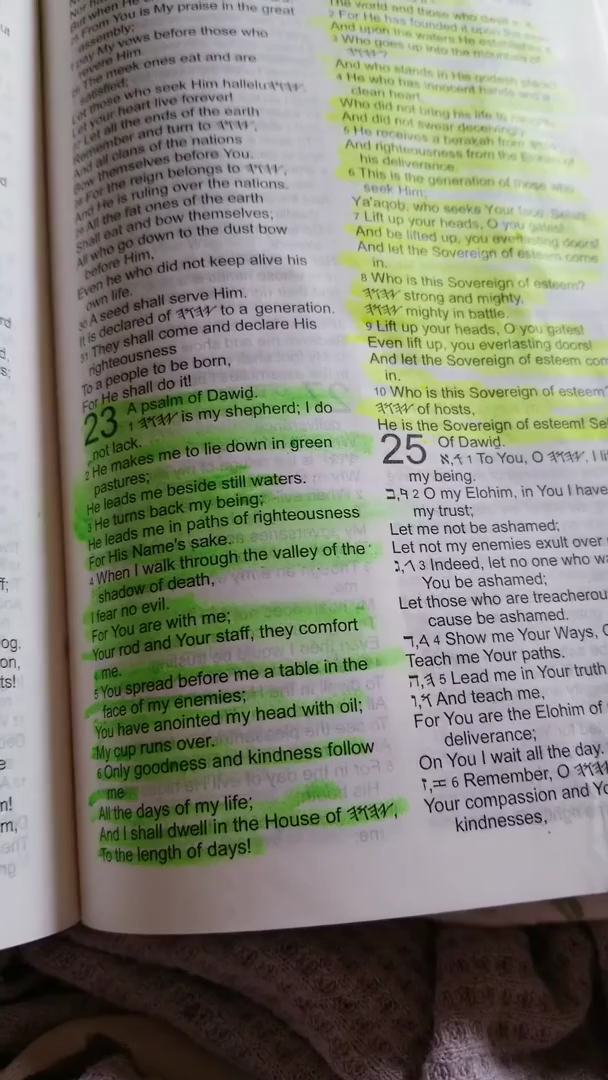 25 From You is My praise in the great
assembly;
I pay My vows before those who
revere Him.
26 The meek ones eat and are
satisfied;
Let those who seek Him hallelu𐤉𐤄𐤅𐤄.
Let your heart live forever!
27 Let all the ends of the earth
Remember and turn to 𐤉𐤄𐤅𐤄,
And all clans of the nations
Bow themselves before You.
28 For the reign belongs to 𐤉𐤄𐤅𐤄,
And He is ruling over the nations.
29 All the fat ones of the earth
Shall eat and bow themselves;
All who go down to the dust bow
before Him,
Even he who did not keep alive his
own life.
30 A seed shall serve Him.
It is declared of 𐤉𐤄𐤅𐤄 to a generation.
31 They shall come and declare His
righteousness
To a people to be born,
For He shall do it!
23 A psalm of Dawid.
1 𐤉𐤄𐤅𐤄 is my shepherd; I do
not lack.
2 He makes me to lie down in green
pastures;
He leads me beside still waters.
3 He turns back my being;
He leads me in paths of righteousness
For His Name's sake.
4 When I walk through the valley of the
shadow of death,
I fear no evil.
For You are with me;
Your rod and Your staff, they comfort
me.
5 You spread before me a table in the
face of my enemies;
You have anointed my head with oil;
My cup runs over.
6 Only goodness and kindness follow
me
All the days of my life;
And I shall dwell in the House of 𐤉𐤄𐤅𐤄,
To the length of days!
The world and those who
2 For He has founded it upon the
And upon the waters He
3 Who goes up into the mountain of
𐤉𐤄𐤅𐤄?
And who stands in His
4 He who has innocent hands and a
clean heart,
Who did not bring his life to
And did not swear deceivingly.
5 He receives a berakah from 𐤉𐤄𐤅𐤄,
And righteousness from the Elohim of
his deliverance.
6 This is the generation of those who
seek Him,
Ya'aqob, who seeks Your face. Selah.
7 Lift up your heads, O you gates!
And be lifted up, you everlasting doors!
And let the Sovereign of esteem come
in.
8 Who is this Sovereign of esteem?
𐤉𐤄𐤅𐤄 strong and mighty,
𐤉𐤄𐤅𐤄 mighty in battle.
9 Lift up your heads, O you gates!
Even lift up, you everlasting doors!
And let the Sovereign of esteem com
in.
10 Who is this Sovereign of esteem?
𐤉𐤄𐤅𐤄 of hosts,
He is the Sovereign of esteem! Se
25 Of Dawid.
א,𐤀 1 To You, O 𐤉𐤄𐤅𐤄, I li
my being.
ב,𐤁 2 O my Elohim, in You I have
my trust;
Let me not be ashamed;
Let not my enemies exult over
ג,𐤂 3 Indeed, let no one who wa
You be ashamed;
Let those who are treacherou
cause be ashamed.
ד,𐤃 4 Show me Your Ways, O
Teach me Your paths.
ה,𐤄 5 Lead me in Your truth
ו,𐤅 And teach me,
For You are the Elohim of
deliverance;
On You I wait all the day.
ז,𐤆 6 Remember, O 𐤉𐤄𐤅𐤄
Your compassion and Yo
kindnesses,